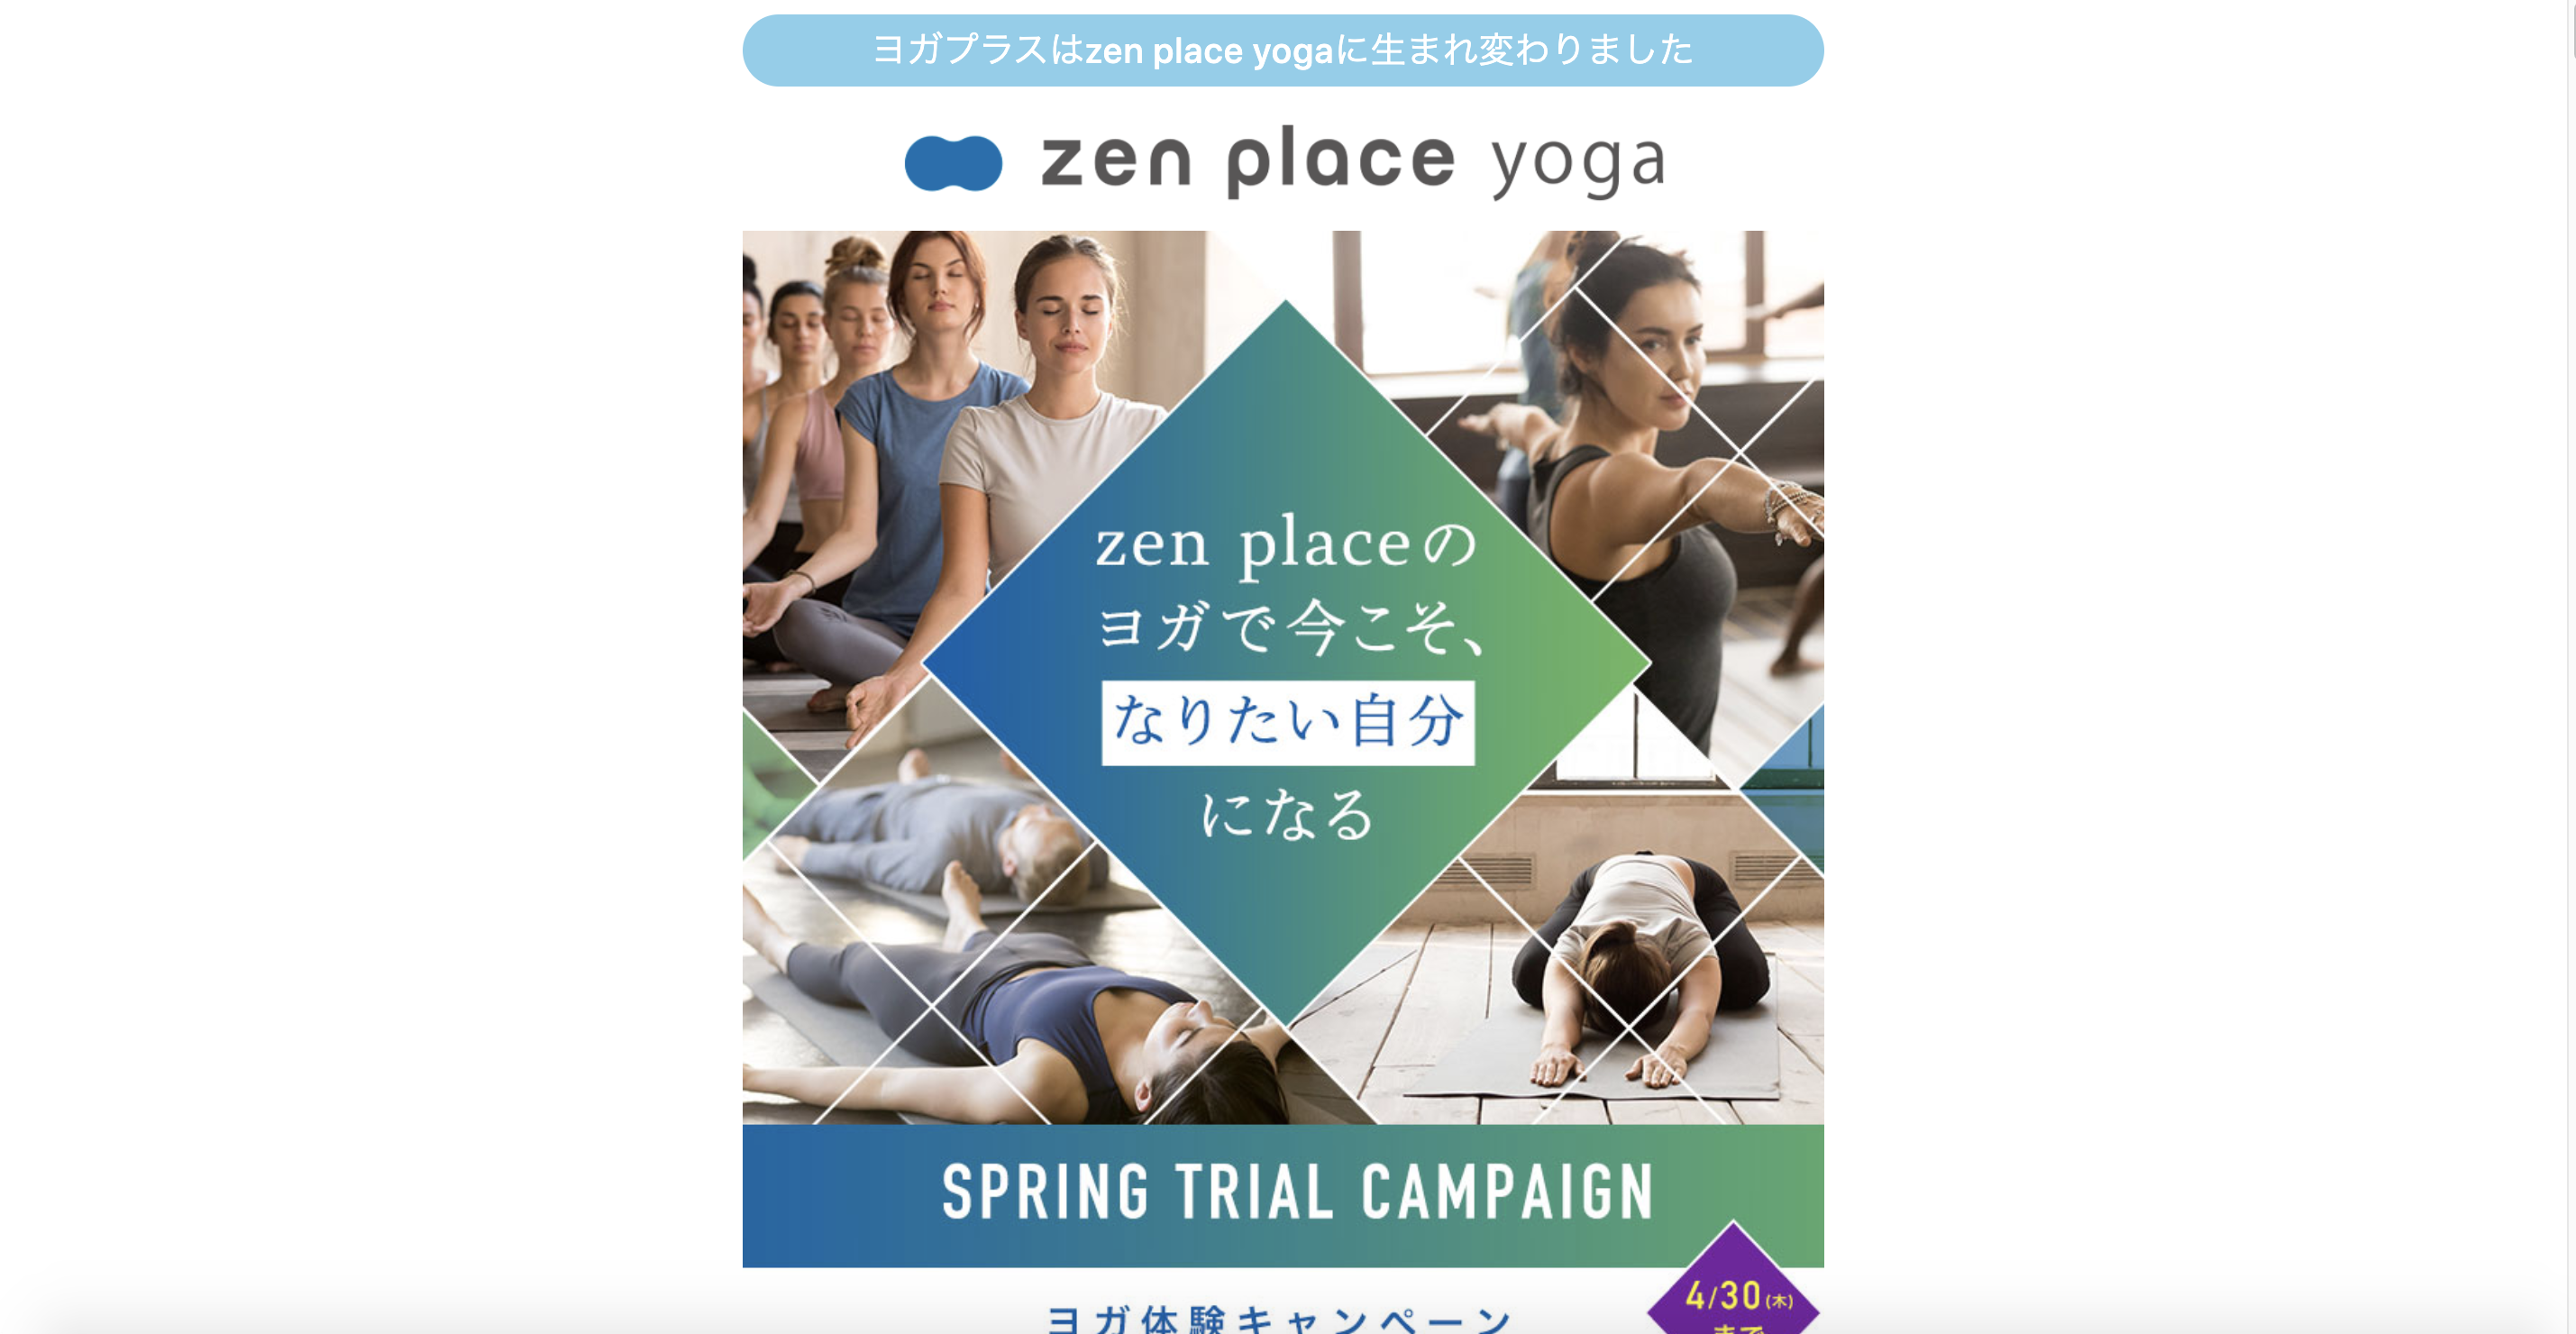 ヨガプラスはzen place yogaに生まれ変わりました
zen place yoga
zen placeの
ヨガで今こそ、
なりたい自分
になる
SPRING TRIAL CAMPAIGN
4/30(木)
まで
ヨガ体験キャンペーン